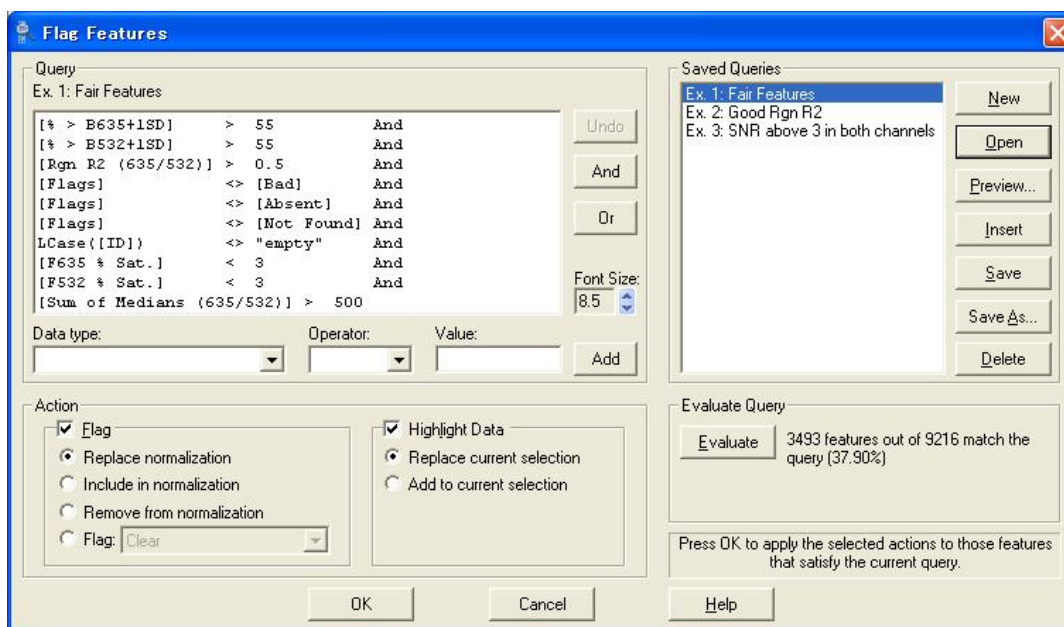 Flag Features
Query
Ex. 1: Fair Features
[% > B635+1SD] > 55 And
[% > B532+1SD] > 55 And
[Rgn R2 (635/532)] > 0.5 And
[Flags] <> [Bad] And
[Flags] <> [Absent] And
[Flags] <> [Not Found] And
LCase([ID]) <> "empty" And
[F635 % Sat.] < 3 And
[F532 % Sat.] < 3 And
[Sum of Medians (635/532)] > 500
Undo
And
Or
Font Size:
8.5
Data type:
Operator:
Value:
Add
Saved Queries
Ex. 1: Fair Features
Ex. 2: Good Rgn R2
Ex. 3: SNR above 3 in both channels
New
Open
Preview...
Insert
Save
Save As...
Delete
Action
Flag
Replace normalization
Include in normalization
Remove from normalization
Flag: Clear
Highlight Data
Replace current selection
Add to current selection
Evaluate Query
Evaluate
3493 features out of 9216 match the
query (37.90%)
Press OK to apply the selected actions to those features
that satisfy the current query.
OK
Cancel
Help